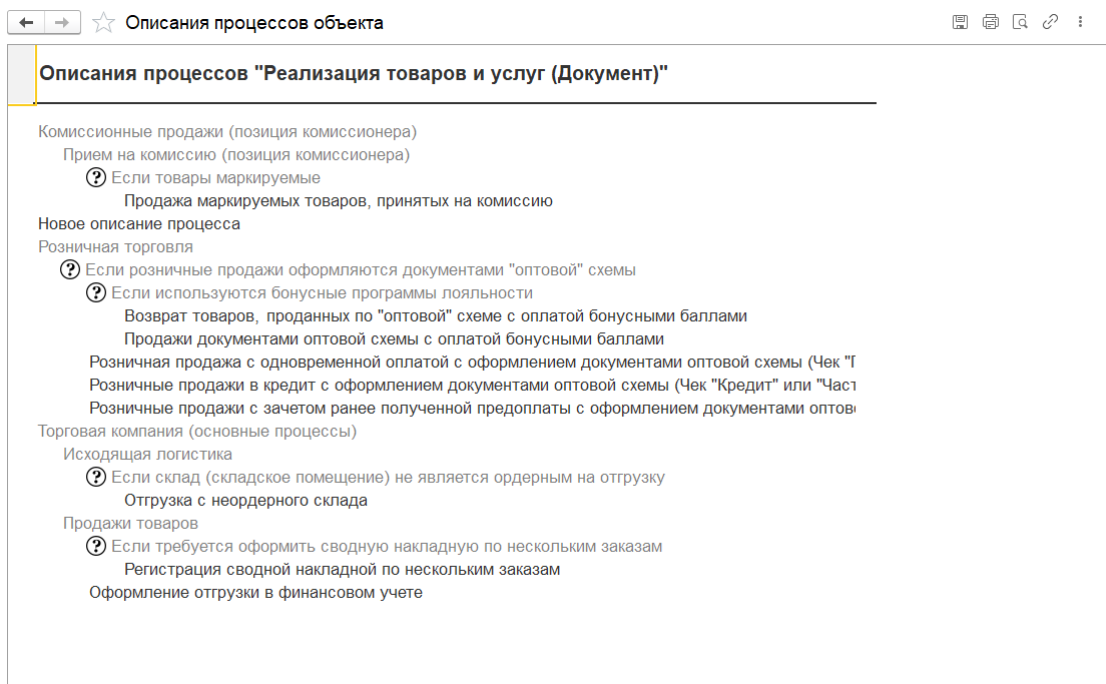 Описания процессов объекта
Описания процессов "Реализация товаров и услуг (Документ)"
Комиссионные продажи (позиция комиссионера)
Прием на комиссию (позиция комиссионера)
? Если товары маркируемые
Продажа маркируемых товаров, принятых на комиссию
Новое описание процесса
Розничная торговля
? Если розничные продажи оформляются документами "оптовой" схемы
? Если используются бонусные программы лояльности
Возврат товаров, проданных по "оптовой" схеме с оплатой бонусными баллами
Продажи документами оптовой схемы с оплатой бонусными баллами
Розничная продажа с одновременной оплатой с оформлением документами оптовой схемы (Чек
Розничные продажи в кредит с оформлением документами оптовой схемы (Чек "Кредит" или "Част
Розничные продажи с зачетом ранее полученной предоплаты с оформлением документами оптов
Торговая компания (основные процессы)
Исходящая логистика
? Если склад (складское помещение) не является ордерным на отгрузку
Отгрузка с неордерного склада
Продажи товаров
? Если требуется оформить сводную накладную по нескольким заказам
Регистрация сводной накладной по нескольким заказам
Оформление отгрузки в финансовом учете